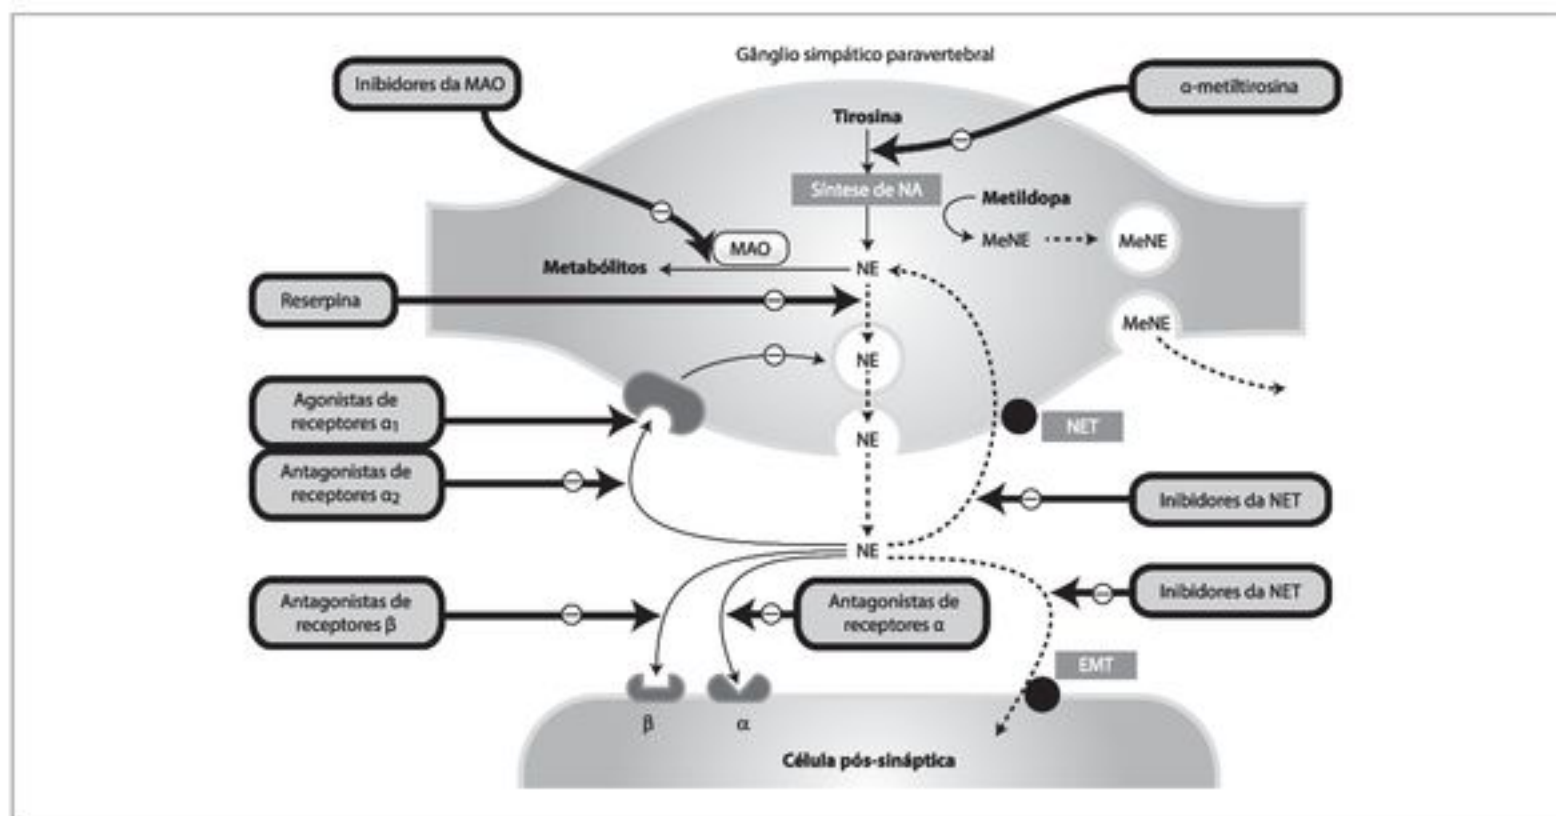 Gânglio simpático paravertebral
Inibidores da MAO
α-metiltirosina
Tirosina
Síntese de NA
Metildopa
MeNE
MeNE
MAO
Metabólitos
NE
Reserpina
MeNE
NE
Agonistas de
receptores α1
NE
NET
Antagonistas de
receptores α2
Inibidores da NET
NE
Antagonistas de
receptores β
Antagonistas de
receptores α
Inibidores da NET
EMT
β
α
Célula pós-sináptica